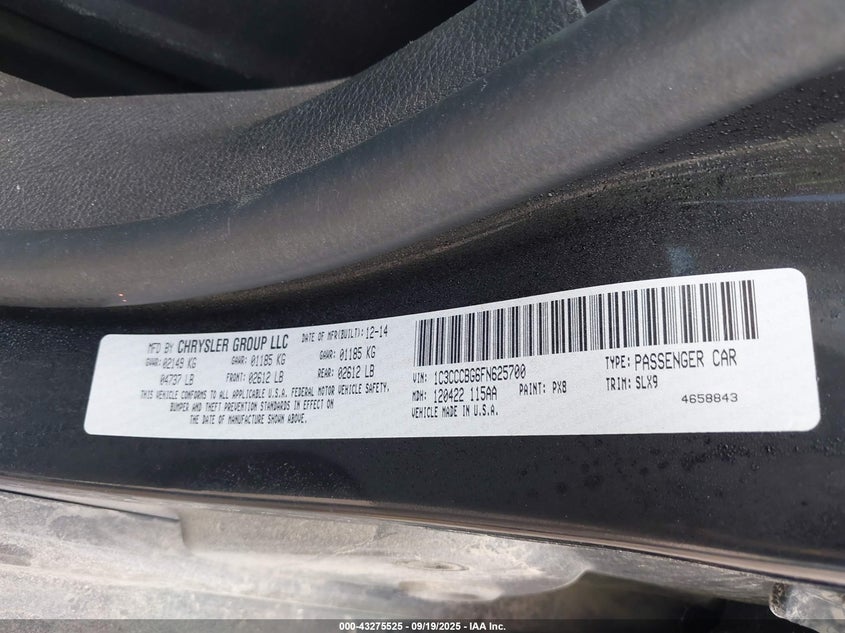 MFD BY CHRYSLER GROUP LLC DATE OF MFR(BUILT): 12-14
GVWR: 02149 KG GAWR: 01185 KG GAWR: 01185 KG
04737 LB FRONT: 02612 LB REAR: 02612 LB
THIS VEHICLE CONFORMS TO ALL APPLICABLE U.S.A. FEDERAL MOTOR VEHICLE SAFETY,
BUMPER AND THEFT PREVENTION STANDARDS IN EFFECT ON
THE DATE OF MANUFACTURE SHOWN ABOVE.
VIN: 1C3CCCBG6FN625700 TYPE: PASSENGER CAR
MDH: 120422 115AA PAINT: PX8 TRIM: SLX9
VEHICLE MADE IN U.S.A. 4658843
000-43275525 - 09/19/2025 - IAA Inc.